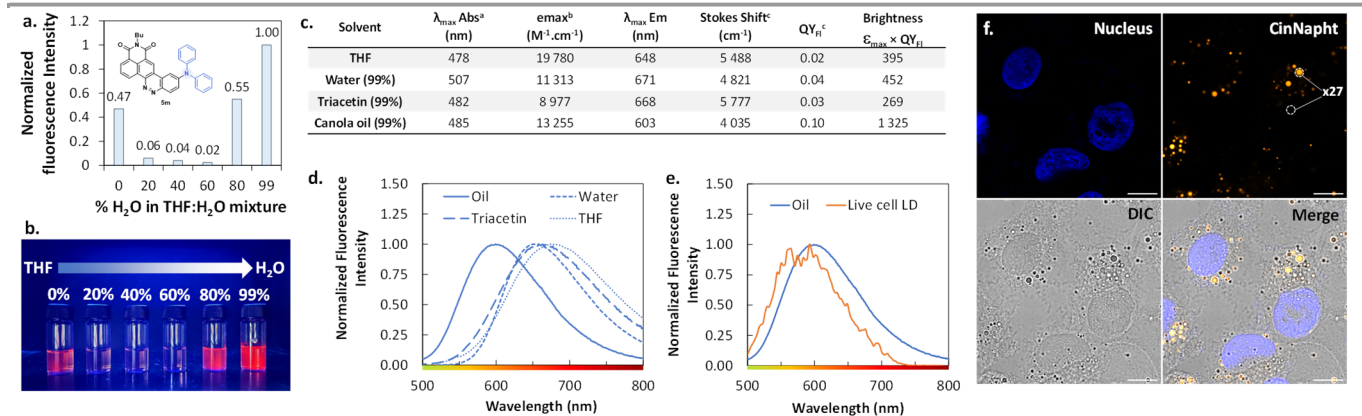 a.
Normalized fluorescence Intensity
1.2
1
0.8
0.6
0.4
0.2
0
0.47
0.06
0.04
0.02
0.55
1.00
Bu
N
O
O
N
N
N
5m
0 20 40 60 80 99
% H₂O in THF:H₂O mixture
b.
THF H₂O
0% 20% 40% 60% 80% 99%
c.
Solvent λmax Absᵃ (nm) emaxᵇ (M⁻¹.cm⁻¹) λmax Em (nm) Stokes Shiftᶜ (cm⁻¹) QYFlᶜ Brightness Ɛmax × QYFl
THF 478 19 780 648 5 488 0.02 395
Water (99%) 507 11 313 671 4 821 0.04 452
Triacetin (99%) 482 8 977 668 5 777 0.03 269
Canola oil (99%) 485 13 255 603 4 035 0.10 1 325
d.
Normalized Fluorescence Intensity
1.50
1.25
1.00
0.75
0.50
0.25
0.00
Oil Water
Triacetin THF
500 600 700 800
Wavelength (nm)
e.
Normalized Fluorescence Intensity
1.50
1.25
1.00
0.75
0.50
0.25
0.00
Oil Live cell LD
500 600 700 800
Wavelength (nm)
f.
Nucleus
CinNapht
x27
DIC
Merge